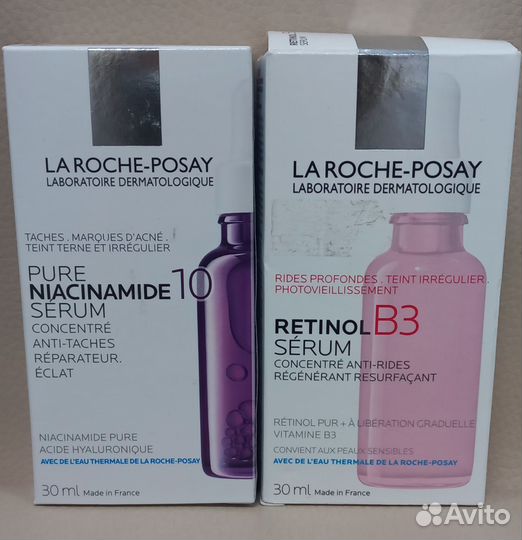 LA ROCHE-POSAY
LABORATOIRE DERMATOLOGIQUE
TACHES . MARQUES D'ACNÉ .
TEINT TERNE ET IRRÉGULIER
PURE
NIACINAMIDE 10
SÉRUM
CONCENTRÉ
ANTI-TACHES
RÉPARATEUR.
ÉCLAT
NIACINAMIDE PURE
ACIDE HYALURONIQUE
AVEC DE L'EAU THERMALE DE LA ROCHE-POSAY
30 ml Made in France
RETINOL
SÉRUM
LA ROCHE-POSAY
LABORATOIRE DERMATOLOGIQUE
RIDES PROFONDES . TEINT IRRÉGULIER .
PHOTOVIEILLISSEMENT
RETINOL B3
SÉRUM
CONCENTRÉ ANTI-RIDES
RÉGÉNÉRANT RESURFAÇANT
RÉTINOL PUR + À LIBÉRATION GRADUELLE
VITAMINE B3
CONVIENT AUX PEAUX SENSIBLES
AVEC DE L'EAU THERMALE DE LA ROCHE-POSAY
30 ml Made in France
Avito